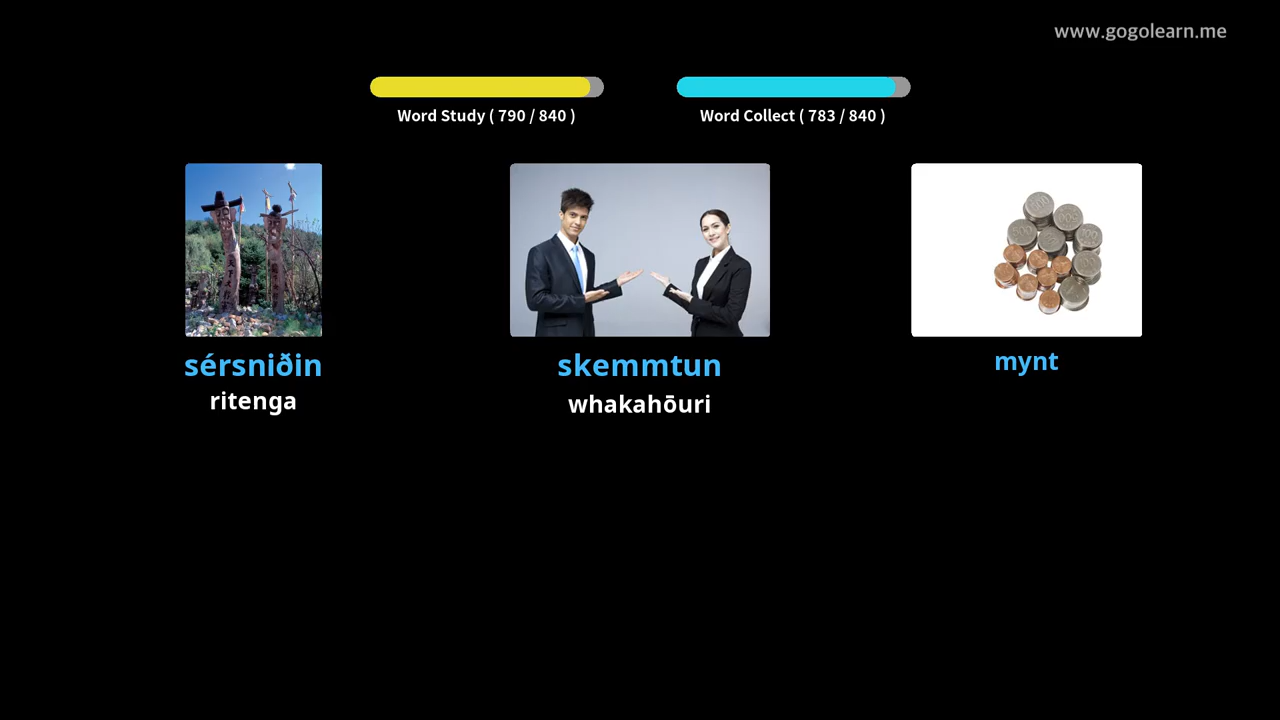 www.gogolearn.me
Word Study ( 790 / 840 )
Word Collect ( 783 / 840 )
sérsniðin
ritenga
skemmtun
whakahōuri
mynt